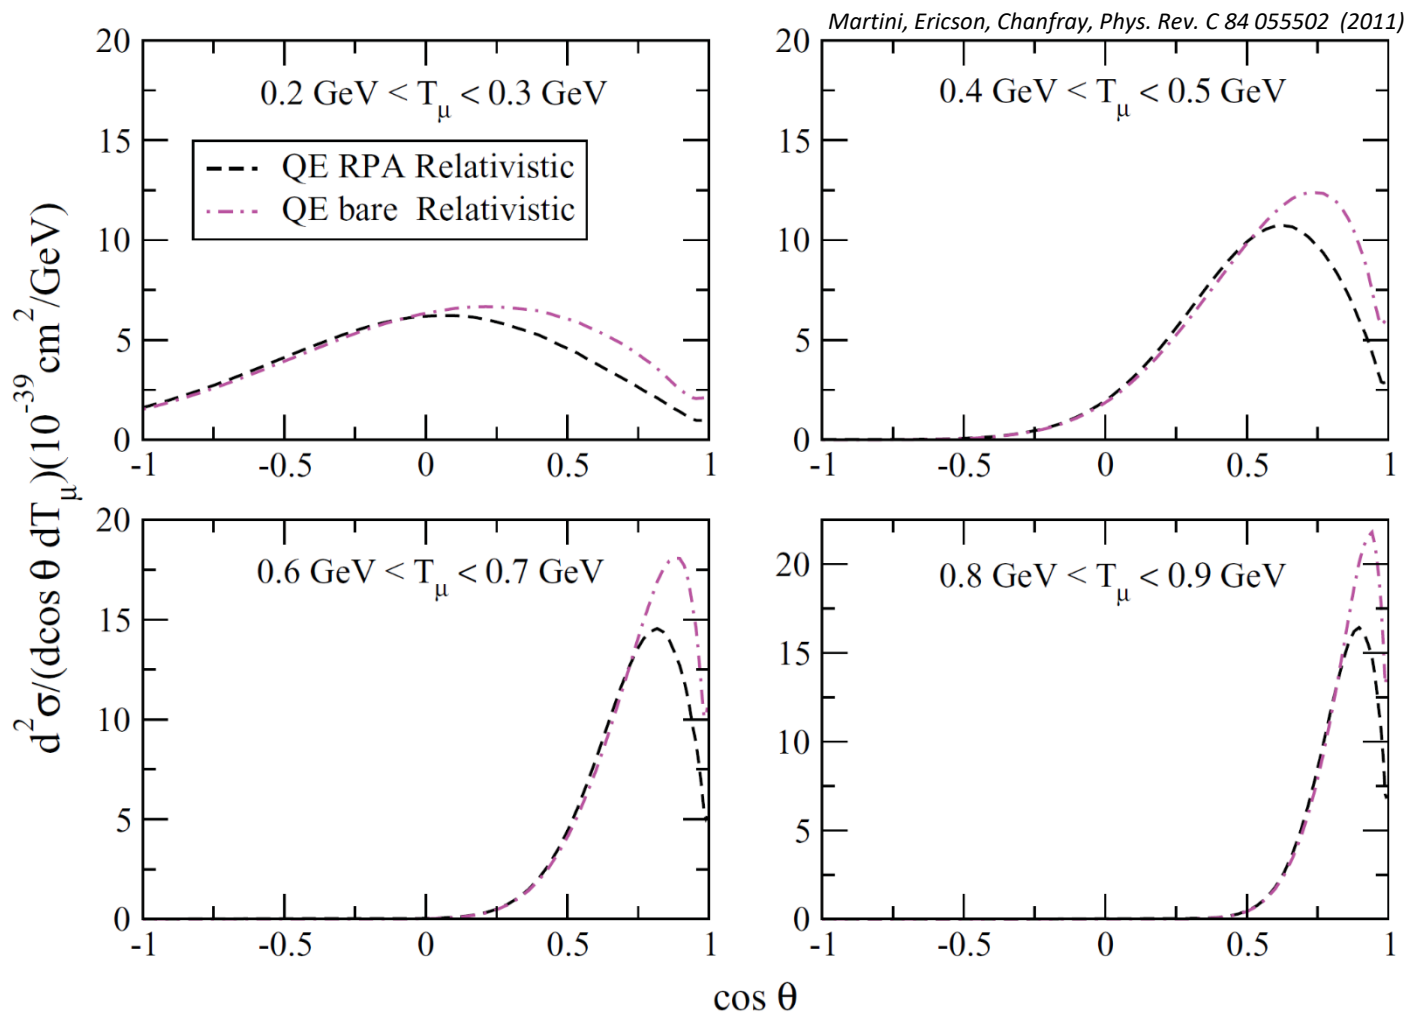 Martini, Ericson, Chanfray, Phys. Rev. C 84 055502 (2011)
d² σ/(dcos θ dTμ)(10⁻³⁹ cm²/GeV)
0.2 GeV < Tμ < 0.3 GeV
QE RPA Relativistic
QE bare Relativistic
20
15
10
5
0
-1 -0.5 0 0.5 1
0.4 GeV < Tμ < 0.5 GeV
20
15
10
5
0
-1 -0.5 0 0.5 1
0.6 GeV < Tμ < 0.7 GeV
20
15
10
5
0
-1 -0.5 0 0.5 1
0.8 GeV < Tμ < 0.9 GeV
20
15
10
5
0
-1 -0.5 0 0.5 1
cos θ